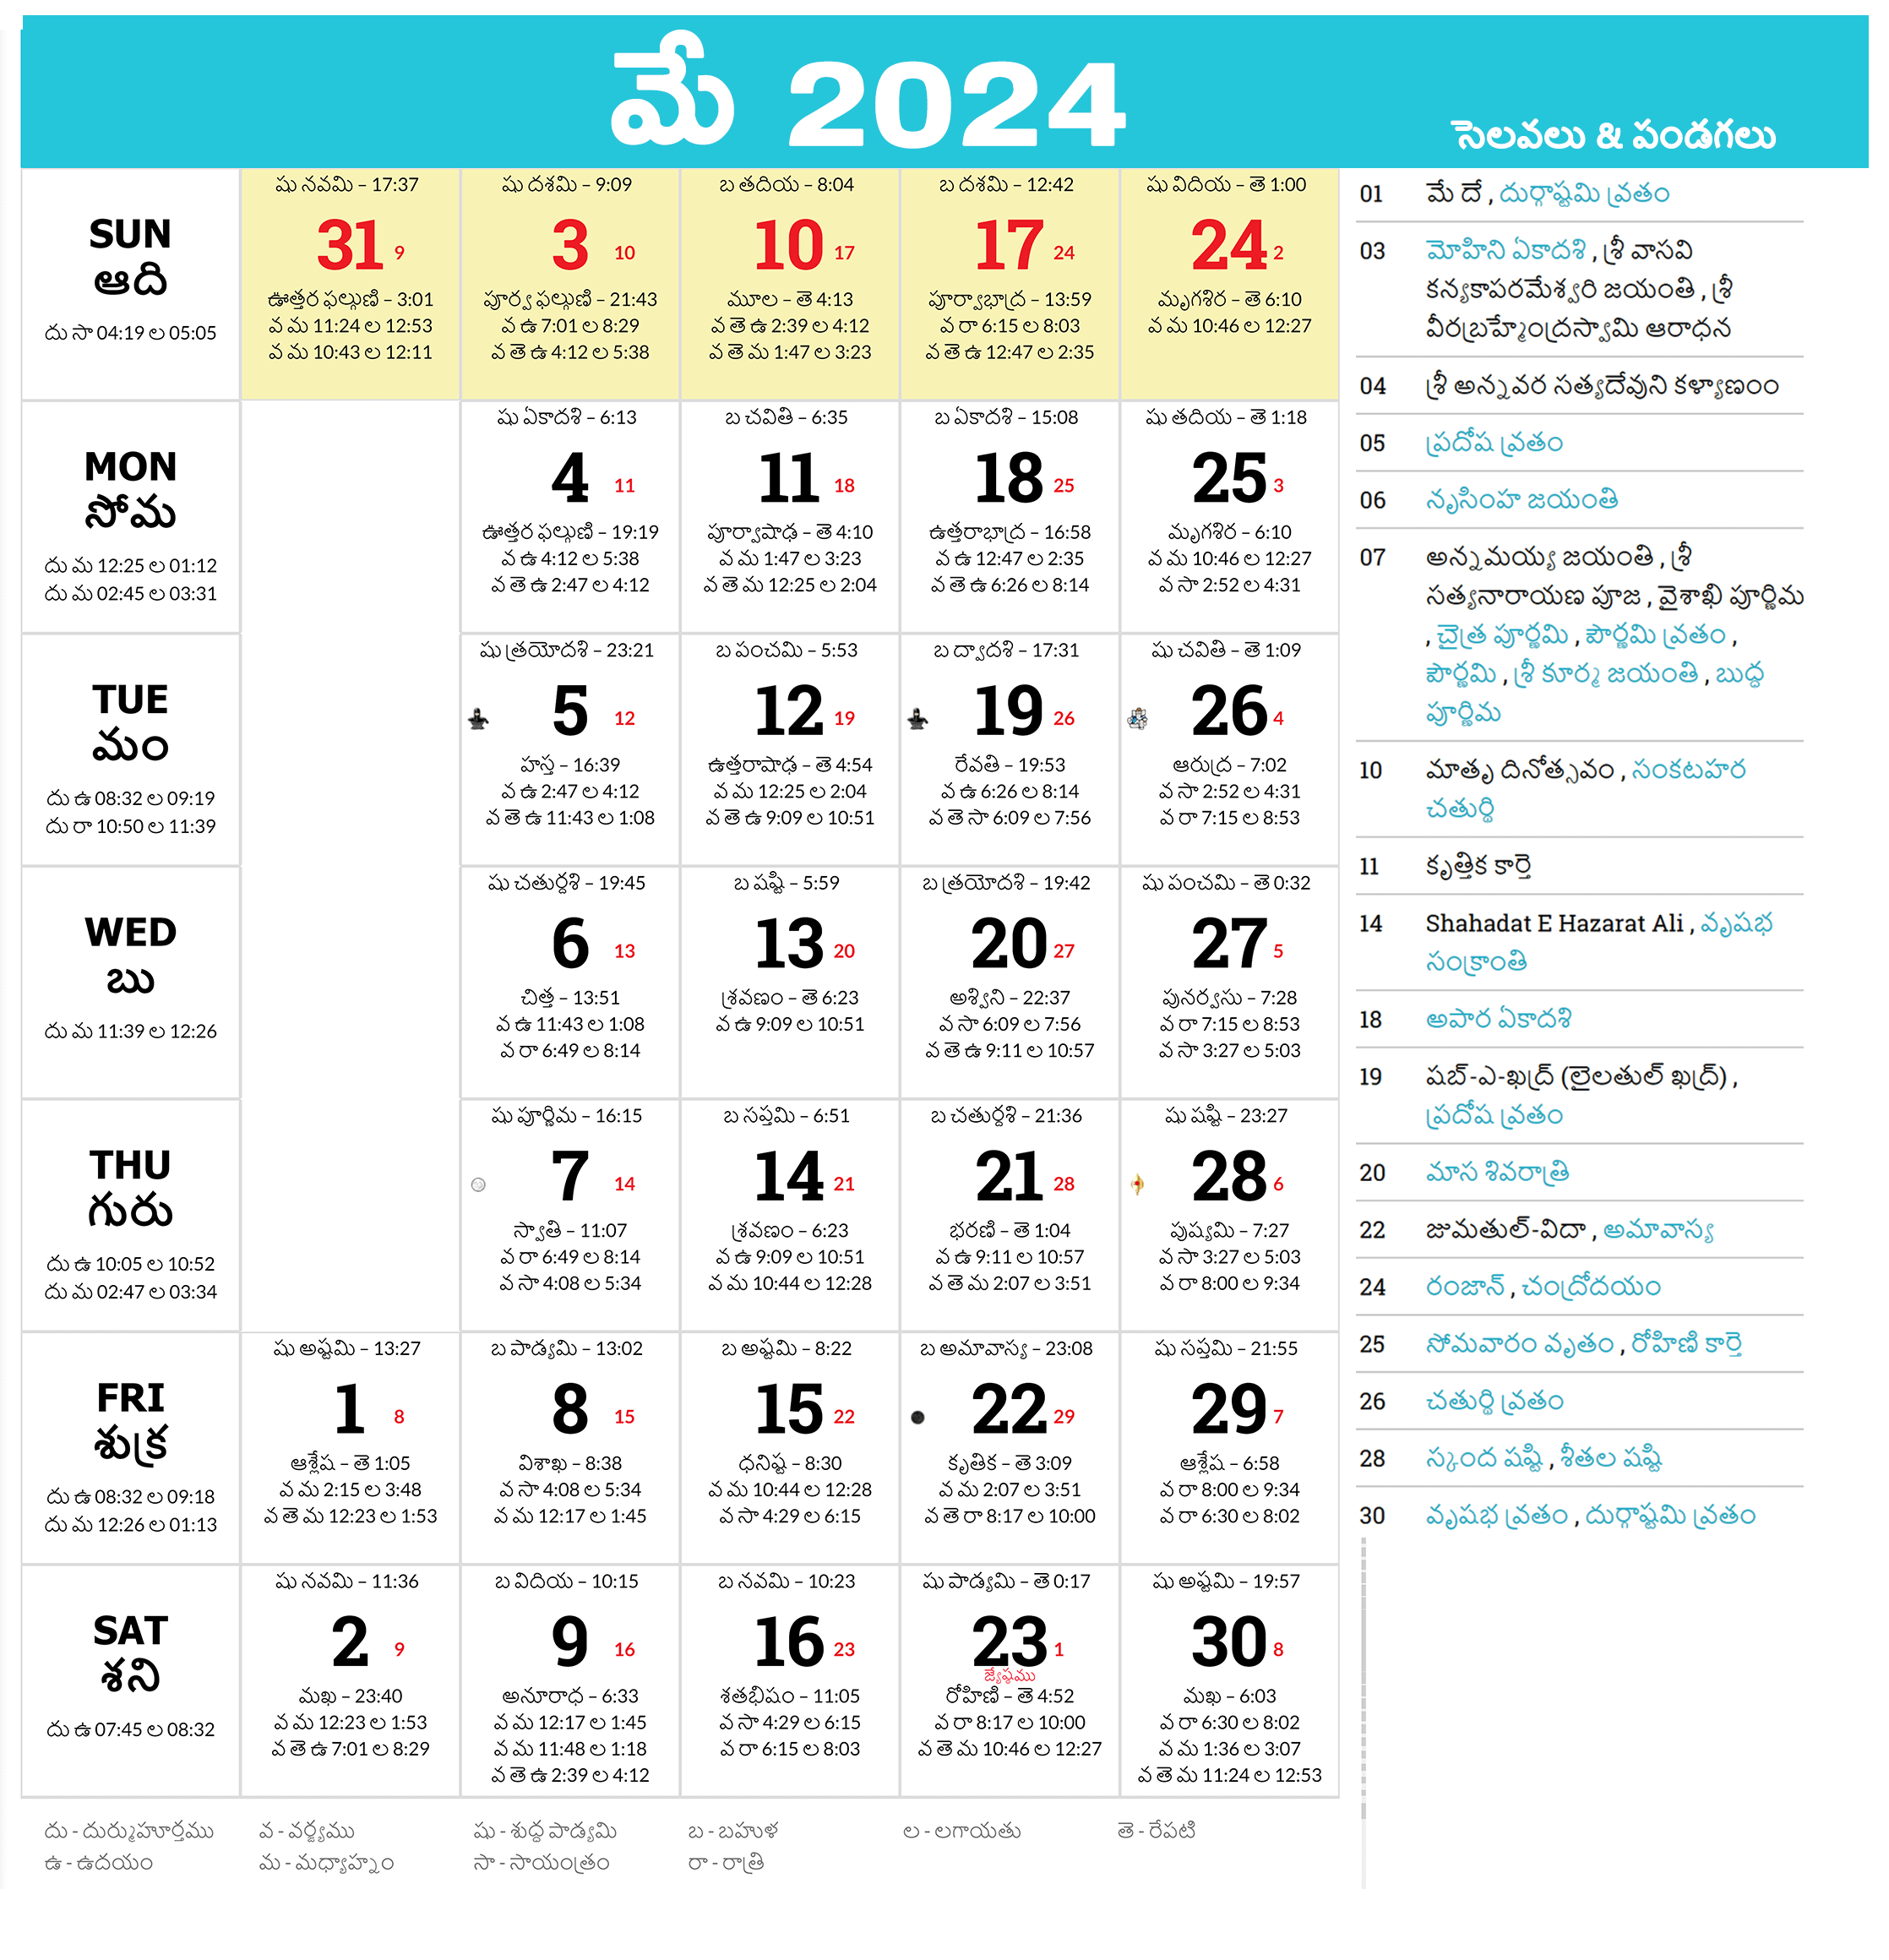 మే 2024
సెలవలు & పండగలు
SUN
ఆది
దు సా 04:19 ల 05:05
షు నవమి - 17:37
31 9
ఊత్తర ఫల్గుణి - 3:01
వ మ 11:24 ల 12:53
వ మ 10:43 ల 12:11
షు దశమి - 9:09
3 10
పూర్వ ఫల్గుణి - 21:43
వ ఉ 7:01 ల 8:29
వ తె ఉ 4:12 ల 5:38
బ తదియ - 8:04
10 17
మూల - తె 4:13
వ తె ఉ 2:39 ల 4:12
వ తె మ 1:47 ల 3:23
బ దశమి - 12:42
17 24
పూర్వాభాద్ర - 13:59
వ రా 6:15 ల 8:03
వ తె ఉ 12:47 ల 2:35
షు విదియ - తె 1:00
24 2
మృగశిర - తె 6:10
వ మ 10:46 ల 12:27
MON
సోమ
దు మ 12:25 ల 01:12
దు మ 02:45 ల 03:31
షు ఏకాదశి - 6:13
4 11
ఊత్తర ఫల్గుణి - 19:19
వ ఉ 4:12 ల 5:38
వ తె ఉ 2:47 ల 4:12
బ చవితి - 6:35
11 18
పూర్వాషాఢ - తె 4:10
వ మ 1:47 ల 3:23
వ తె మ 12:25 ల 2:04
బ ఏకాదశి - 15:08
18 25
ఉత్తరాభాద్ర - 16:58
వ ఉ 12:47 ల 2:35
వ తె ఉ 6:26 ల 8:14
షు తదియ - తె 1:18
25 3
మృగశిర - 6:10
వ మ 10:46 ల 12:27
వ సా 2:52 ల 4:31
TUE
మం
దు ఉ 08:32 ల 09:19
దు రా 10:50 ల 11:39
షు త్రయోదశి - 23:21
5 12
హస్త - 16:39
వ ఉ 2:47 ల 4:12
వ తె ఉ 11:43 ల 1:08
బ పంచమి - 5:53
12 19
ఉత్తరాషాఢ - తె 4:54
వ మ 12:25 ల 2:04
వ తె ఉ 9:09 ల 10:51
బ ద్వాదశి - 17:31
19 26
రేవతి - 19:53
వ ఉ 6:26 ల 8:14
వ తె సా 6:09 ల 7:56
షు చవితి - తె 1:09
26 4
ఆరుద్ర - 7:02
వ సా 2:52 ల 4:31
వ రా 7:15 ల 8:53
WED
బు
దు మ 11:39 ల 12:26
షు చతుర్దశి - 19:45
6 13
చిత్త - 13:51
వ ఉ 11:43 ల 1:08
వ రా 6:49 ల 8:14
బ షష్టి - 5:59
13 20
శ్రవణం - తె 6:23
వ ఉ 9:09 ల 10:51
బ త్రయోదశి - 19:42
20 27
అశ్విని - 22:37
వ సా 6:09 ల 7:56
వ తె ఉ 9:11 ల 10:57
షు పంచమి - తె 0:32
27 5
పునర్వసు - 7:28
వ రా 7:15 ల 8:53
వ సా 3:27 ల 5:03
THU
గురు
దు ఉ 10:05 ల 10:52
దు మ 02:47 ల 03:34
షు పూర్ణిమ - 16:15
7 14
స్వాతి - 11:07
వ రా 6:49 ల 8:14
వ సా 4:08 ల 5:34
బ సప్తమి - 6:51
14 21
శ్రవణం - 6:23
వ ఉ 9:09 ల 10:51
వ మ 10:44 ల 12:28
బ చతుర్దశి - 21:36
21 28
భరణి - తె 1:04
వ ఉ 9:11 ల 10:57
వ తె మ 2:07 ల 3:51
షు షష్టి - 23:27
28 6
పుష్యమి - 7:27
వ సా 3:27 ల 5:03
వ రా 8:00 ల 9:34
FRI
శుక్ర
దు ఉ 08:32 ల 09:18
దు మ 12:26 ల 01:13
షు అష్టమి - 13:27
1 8
ఆశ్లేష - తె 1:05
వ మ 2:15 ల 3:48
వ తె మ 12:23 ల 1:53
బ పాడ్యమి - 13:02
8 15
విశాఖ - 8:38
వ సా 4:08 ల 5:34
వ మ 12:17 ల 1:45
బ అష్టమి - 8:22
15 22
ధనిష్ట - 8:30
వ మ 10:44 ల 12:28
వ సా 4:29 ల 6:15
బ అమావాస్య - 23:08
22 29
కృతిక - తె 3:09
వ మ 2:07 ల 3:51
వ తె రా 8:17 ల 10:00
షు సప్తమి - 21:55
29 7
ఆశ్లేష - 6:58
వ రా 8:00 ల 9:34
వ రా 6:30 ల 8:02
SAT
శని
దు ఉ 07:45 ల 08:32
షు నవమి - 11:36
2 9
మఖ - 23:40
వ మ 12:23 ల 1:53
వ తె ఉ 7:01 ల 8:29
బ విదియ - 10:15
9 16
అనూరాధ - 6:33
వ మ 12:17 ల 1:45
వ మ 11:48 ల 1:18
వ తె ఉ 2:39 ల 4:12
బ నవమి - 10:23
16 23
శతభిషం - 11:05
వ సా 4:29 ల 6:15
వ రా 6:15 ల 8:03
షు పాడ్యమి - తె 0:17
23 1
జ్యేష్ఠము
రోహిణి - తె 4:52
వ రా 8:17 ల 10:00
వ తె మ 10:46 ల 12:27
షు అష్టమి - 19:57
30 8
మఖ - 6:03
వ రా 6:30 ల 8:02
వ మ 1:36 ల 3:07
వ తె మ 11:24 ల 12:53
01 మే డే , దుర్గాష్టమి వ్రతం
03 మోహిని ఏకాదశి , శ్రీ వాసవి
కన్యకాపరమేశ్వరి జయంతి , శ్రీ
వీరబ్రహ్మేంద్రస్వామి ఆరాధన
04 శ్రీ అన్నవర సత్యదేవుని కళ్యాణంం
05 ప్రదోష వ్రతం
06 నృసింహ జయంతి
07 అన్నమయ్య జయంతి , శ్రీ
సత్యనారాయణ పూజ , వైశాఖి పూర్ణిమ
, చైత్ర పూర్ణమి , పౌర్ణమి వ్రతం ,
పౌర్ణమి , శ్రీ కూర్మ జయంతి , బుద్ధ
పూర్ణిమ
10 మాతృ దినోత్సవం , సంకటహర
చతుర్థి
11 కృత్తిక కార్తె
14 Shahadat E Hazarat Ali , వృషభ
సంక్రాంతి
18 అపార ఏకాదశి
19 షబ్-ఎ-ఖద్ర్ (లైలతుల్ ఖద్ర్) ,
ప్రదోష వ్రతం
20 మాస శివరాత్రి
22 జుమతుల్-విదా , అమావాస్య
24 రంజాన్ , చంద్రోదయం
25 సోమవారం వృతం , రోహిణి కార్తె
26 చతుర్థి వ్రతం
28 స్కంద షష్టి , శీతల షష్టి
30 వృషభ వ్రతం , దుర్గాష్టమి వ్రతం
దు - దుర్ముహూర్తము వ - వర్జ్యము షు - శుద్ధ పాడ్యమి బ - బహుళ ల - లగాయతు తె - రేపటి
ఉ - ఉదయం మ - మధ్యాహ్నం సా - సాయంత్రం రా - రాత్రి